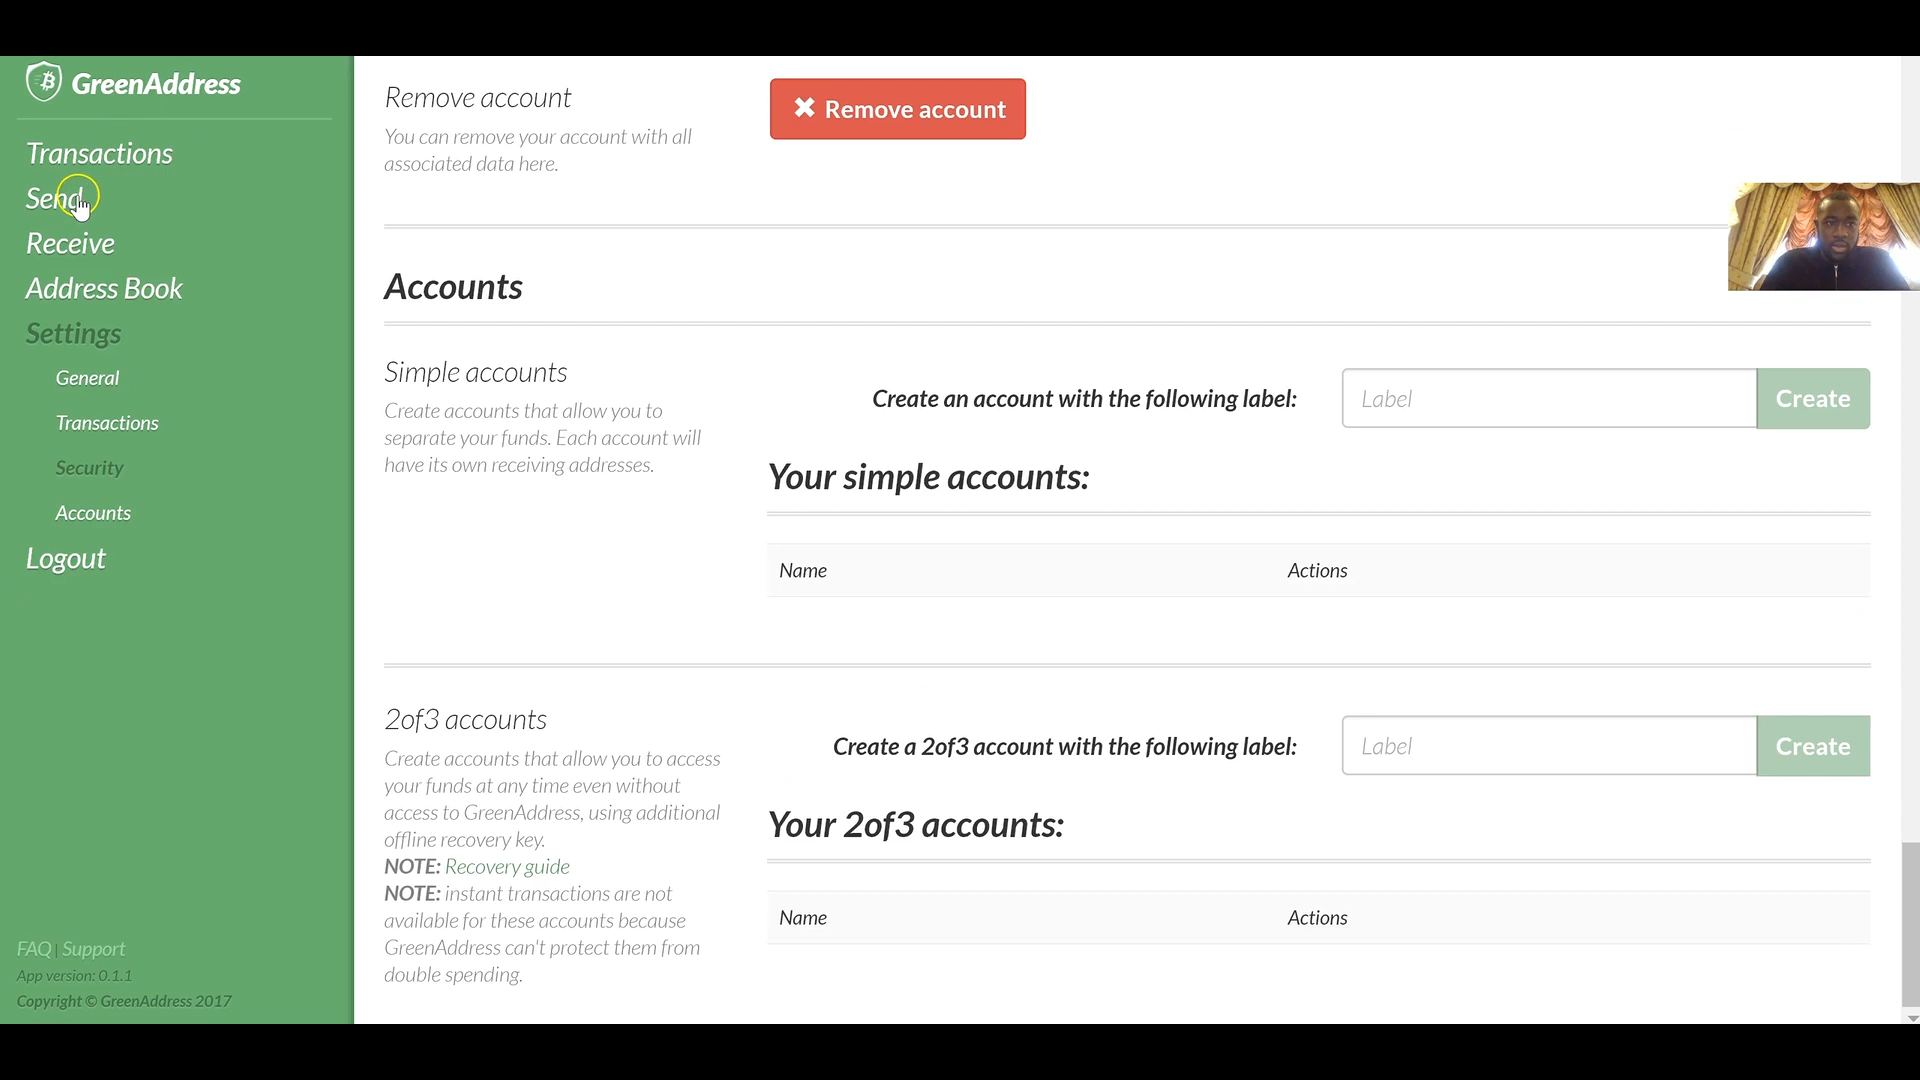 GreenAddress
Transactions
Send
Receive
Address Book
Settings
General
Transactions
Security
Accounts
Logout
FAQ | Support
App version: 0.1.1
Copyright © GreenAddress 2017
Remove account
You can remove your account with all
associated data here.
Remove account
Accounts
Simple accounts
Create accounts that allow you to
separate your funds. Each account will
have its own receiving addresses.
Create an account with the following label:
Label
Create
Your simple accounts:
Name Actions
2of3 accounts
Create accounts that allow you to access
your funds at any time even without
access to GreenAddress, using additional
offline recovery key.
NOTE: Recovery guide
NOTE: instant transactions are not
available for these accounts because
GreenAddress can't protect them from
double spending.
Create a 2of3 account with the following label:
Label
Create
Your 2of3 accounts:
Name Actions